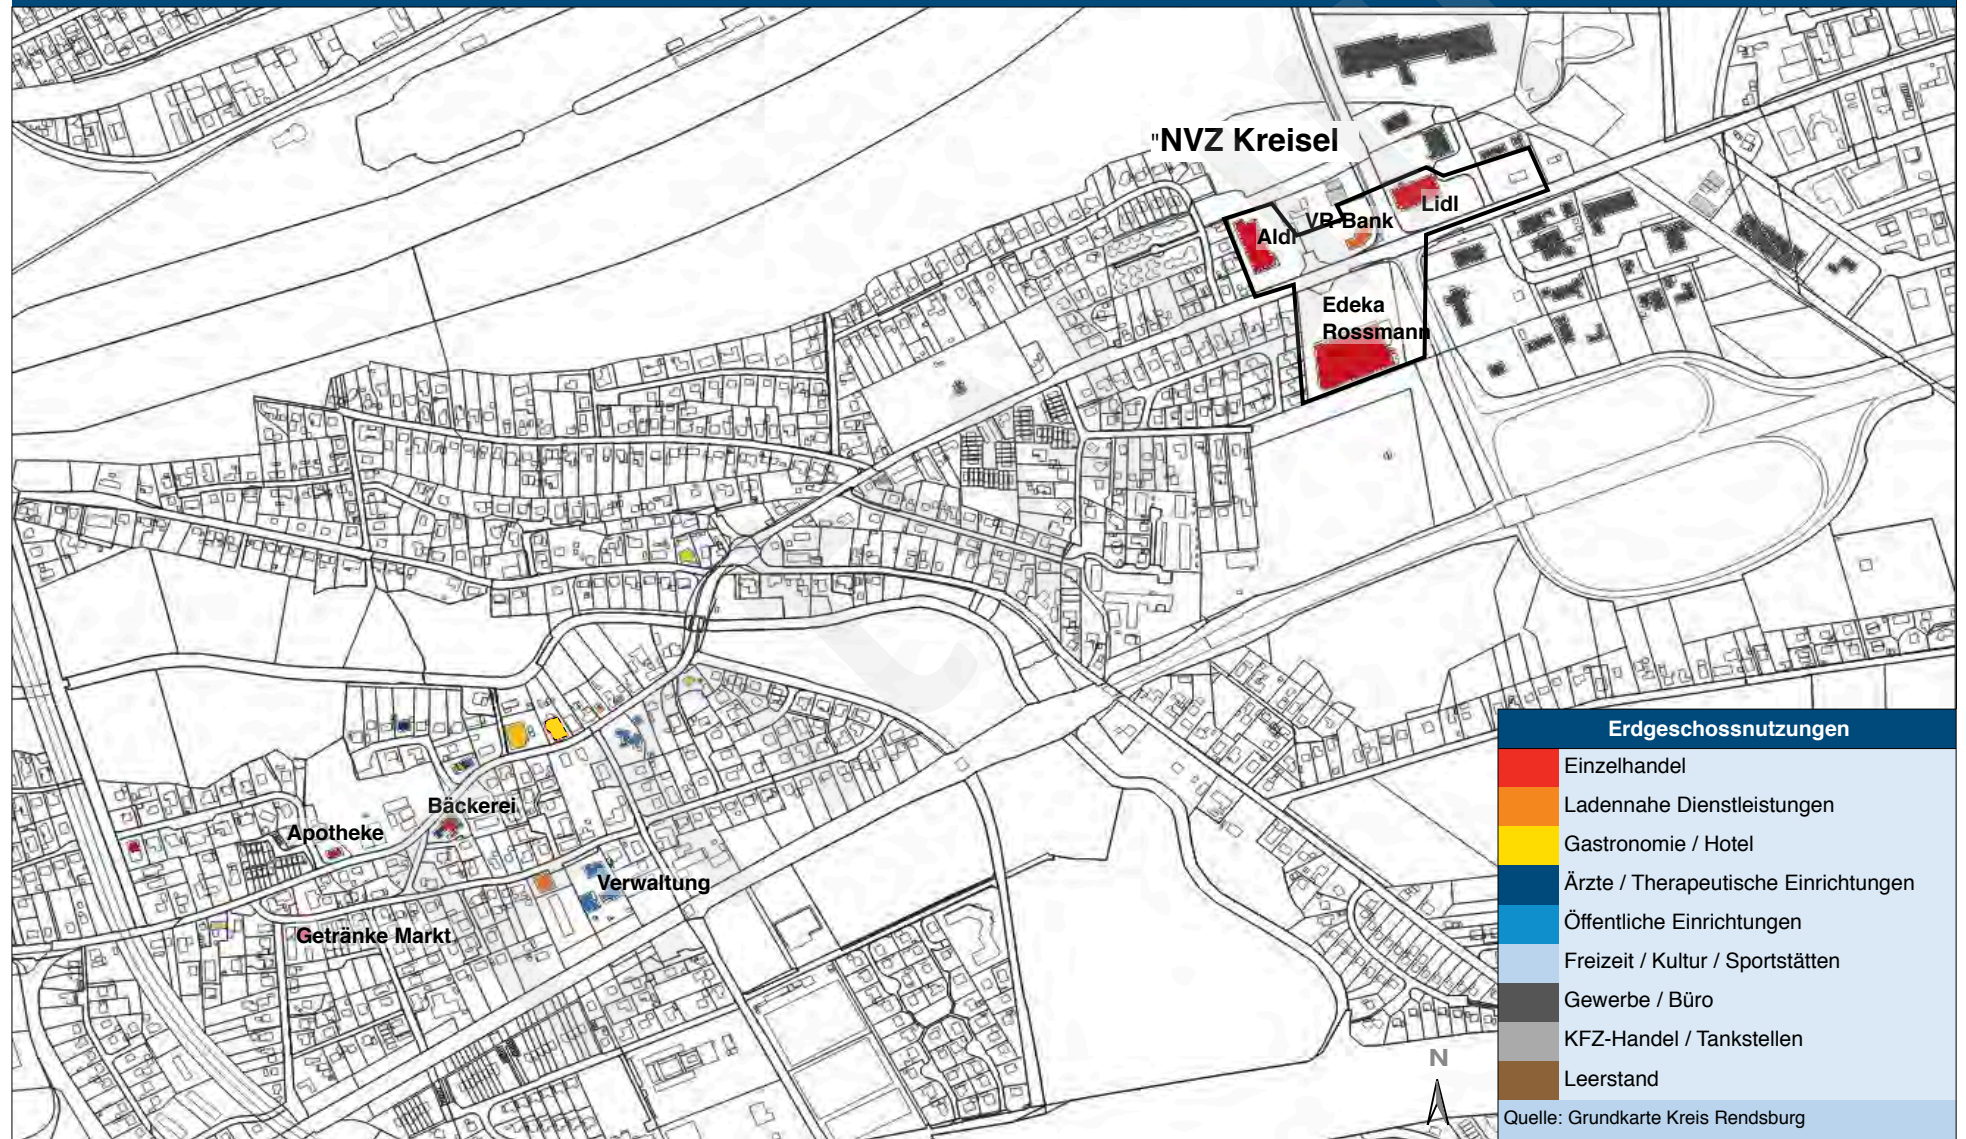 "NVZ Kreisel
Lidl
VR-Bank
Aldi
Edeka
Rossmann
Bäckerei
Apotheke
Verwaltung
Getränke Markt
Erdgeschossnutzungen
Einzelhandel
Ladennahe Dienstleistungen
Gastronomie / Hotel
Ärzte / Therapeutische Einrichtungen
Öffentliche Einrichtungen
Freizeit / Kultur / Sportstätten
Gewerbe / Büro
KFZ-Handel / Tankstellen
Leerstand
N
Quelle: Grundkarte Kreis Rendsburg